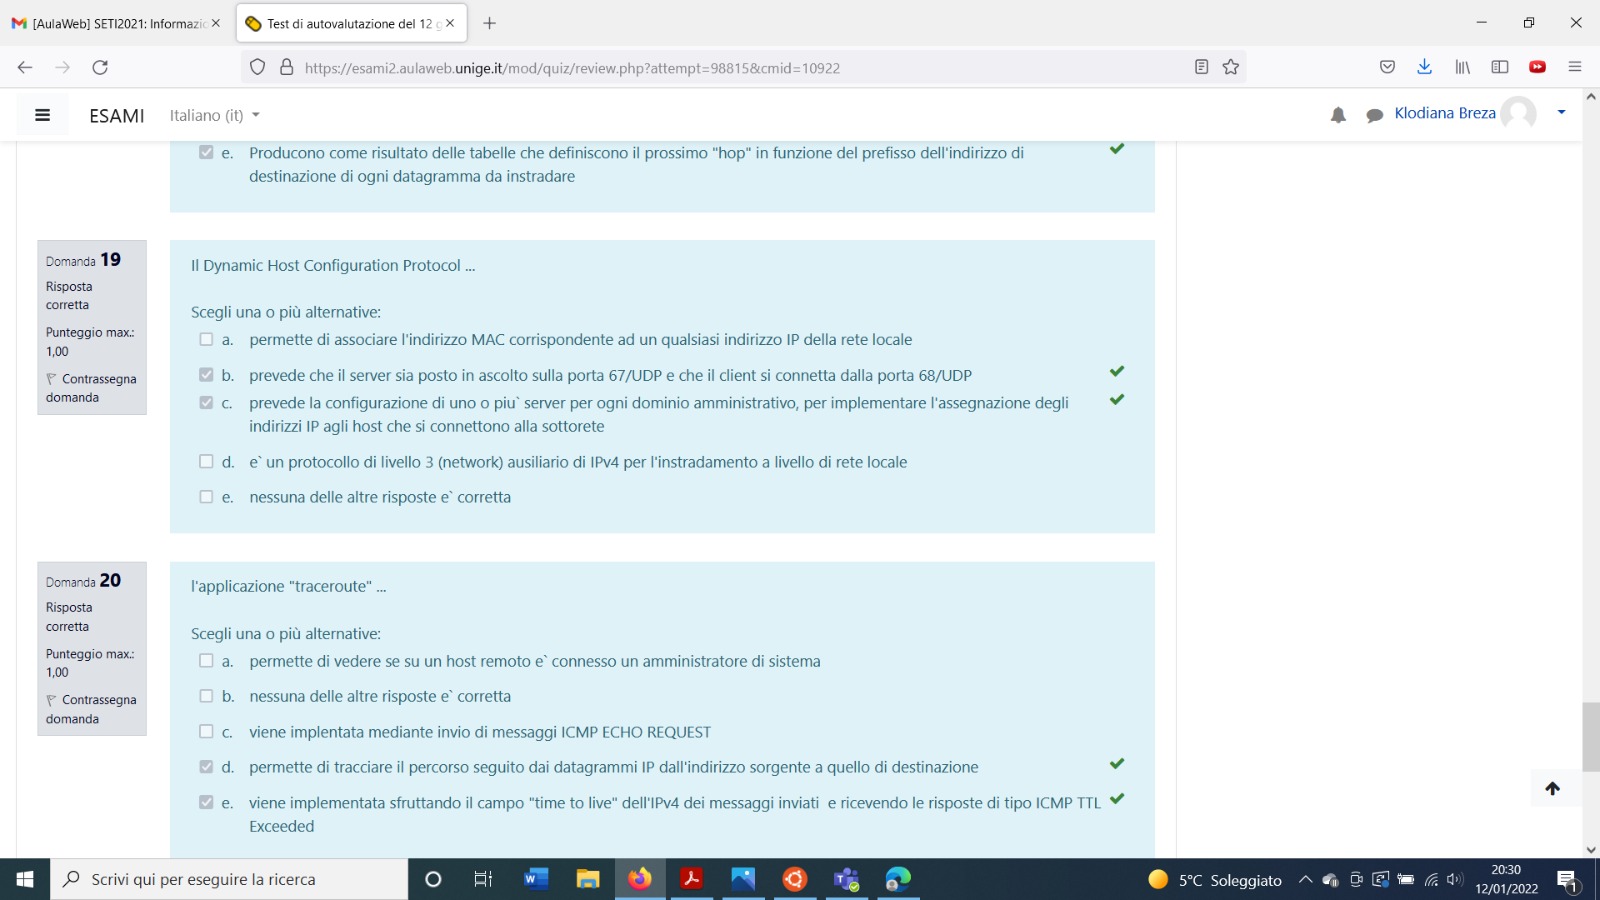 [AulaWeb] SETI2021: Informazio
Test di autovalutazione del 12 g
https://esami2.aulaweb.unige.it/mod/quiz/review.php?attempt=98815&cmid=10922
ESAMI
Italiano (it)
Klodiana Breza
e. Producono come risultato delle tabelle che definiscono il prossimo "hop" in funzione del prefisso dell'indirizzo di
destinazione di ogni datagramma da instradare
Domanda 19
Risposta
corretta
Punteggio max.:
1,00
Contrassegna
domanda
Il Dynamic Host Configuration Protocol ...
Scegli una o più alternative:
a. permette di associare l'indirizzo MAC corrispondente ad un qualsiasi indirizzo IP della rete locale
b. prevede che il server sia posto in ascolto sulla porta 67/UDP e che il client si connetta dalla porta 68/UDP
c. prevede la configurazione di uno o piu` server per ogni dominio amministrativo, per implementare l'assegnazione degli
indirizzi IP agli host che si connettono alla sottorete
d. e` un protocollo di livello 3 (network) ausiliario di IPv4 per l'instradamento a livello di rete locale
e. nessuna delle altre risposte e` corretta
Domanda 20
Risposta
corretta
Punteggio max.:
1,00
Contrassegna
domanda
l'applicazione "traceroute" ...
Scegli una o più alternative:
a. permette di vedere se su un host remoto e` connesso un amministratore di sistema
b. nessuna delle altre risposte e` corretta
c. viene implentata mediante invio di messaggi ICMP ECHO REQUEST
d. permette di tracciare il percorso seguito dai datagrammi IP dall'indirizzo sorgente a quello di destinazione
e. viene implementata sfruttando il campo "time to live" dell'IPv4 dei messaggi inviati e ricevendo le risposte di tipo ICMP TTL
Exceeded
Scrivi qui per eseguire la ricerca
5°C Soleggiato
20:30
12/01/2022
1